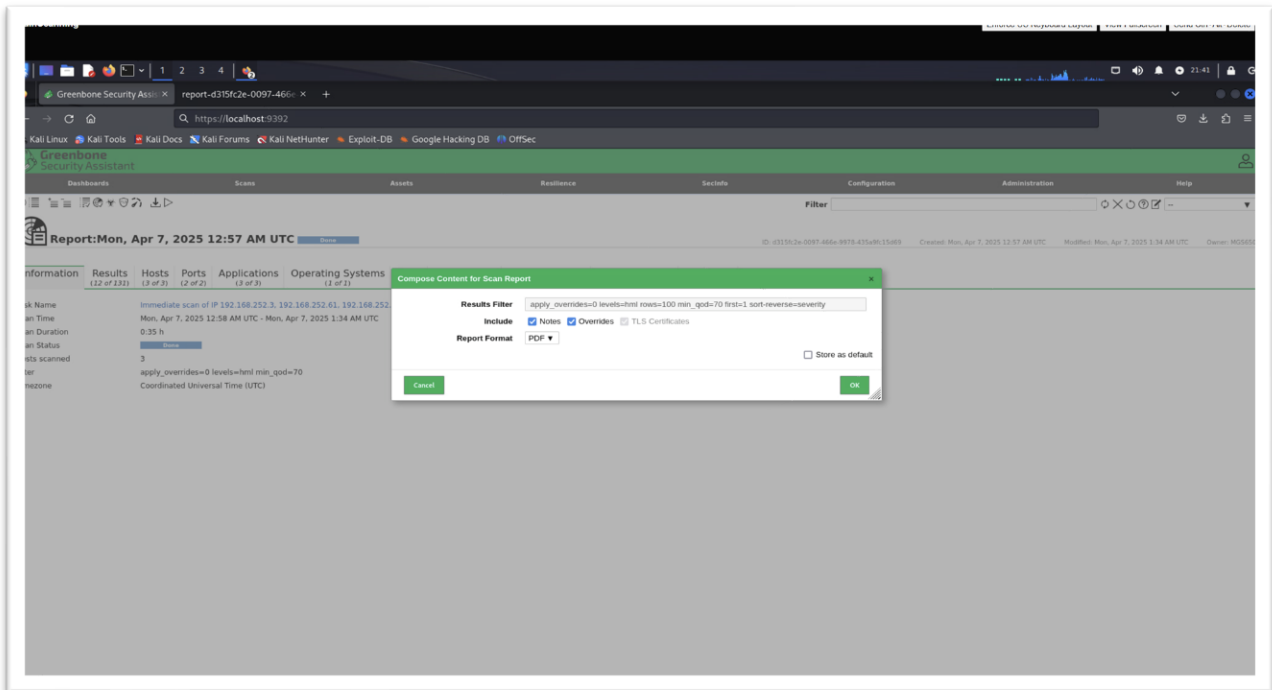 1 2 3 4 21:41
Greenbone Security Assis × report-d315fc2e-0097-466e × +
https://localhost:9392
Kali Linux Kali Tools Kali Docs Kali Forums Kali NetHunter Exploit-DB Google Hacking DB OffSec
Greenbone
Security Assistant
Dashboards Scans Assets Resilience SecInfo Configuration Administration Help
Filter --
Report:Mon, Apr 7, 2025 12:57 AM UTC Done Created: Mon, Apr 7, 2025 12:57 AM UTC Modified: Mon, Apr 7, 2025 1:34 AM UTC Owner:
nformation Results Hosts Ports Applications Operating Systems
(12 of 131) (3 of 3) (2 of 2) (3 of 3) (1 of 1)
Compose Content for Scan Report ×
Results Filter apply_overrides=0 levels=hml rows=100 min_qod=70 first=1 sort-reverse=severity
Include Notes Overrides TLS Certificates
Report Format PDF ▼
Store as default
Cancel OK
sk Name Immediate scan of IP 192.168.252.3, 192.168.252.61, 192.168.252.
an Time Mon, Apr 7, 2025 12:58 AM UTC - Mon, Apr 7, 2025 1:34 AM UTC
an Duration 0:35 h
an Status Done
sts scanned 3
ter apply_overrides=0 levels=hml min_qod=70
mezone Coordinated Universal Time (UTC)